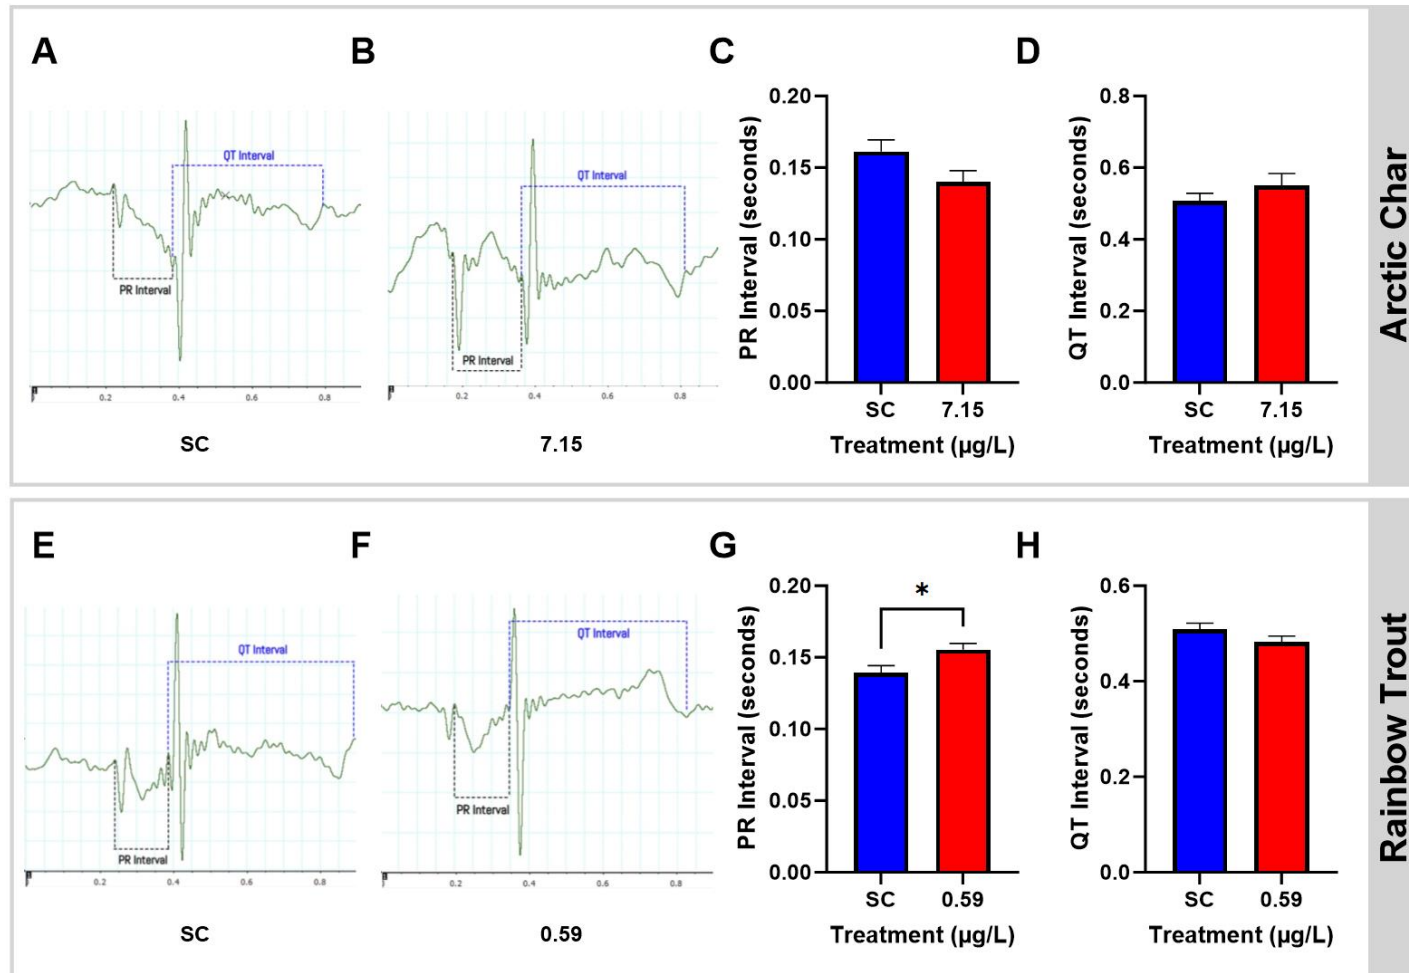 A
B
C
D
QT Interval
PR Interval
0.2
0.4
0.6
0.8
SC
QT Interval
PR Interval
0.2
0.4
0.6
0.8
7.15
PR Interval (seconds)
0.20
0.15
0.10
0.05
0.00
SC 7.15
Treatment (µg/L)
QT Interval (seconds)
0.8
0.6
0.4
0.2
0.0
SC 7.15
Treatment (µg/L)
Arctic Char
E
F
G
H
QT Interval
PR Interval
0.2
0.4
0.6
0.8
SC
QT Interval
PR Interval
0.2
0.4
0.6
0.8
0.59
PR Interval (seconds)
0.20
0.15
0.10
0.05
0.00
*
SC 0.59
Treatment (µg/L)
QT Interval (seconds)
0.6
0.4
0.2
0.0
SC 0.59
Treatment (µg/L)
Rainbow Trout